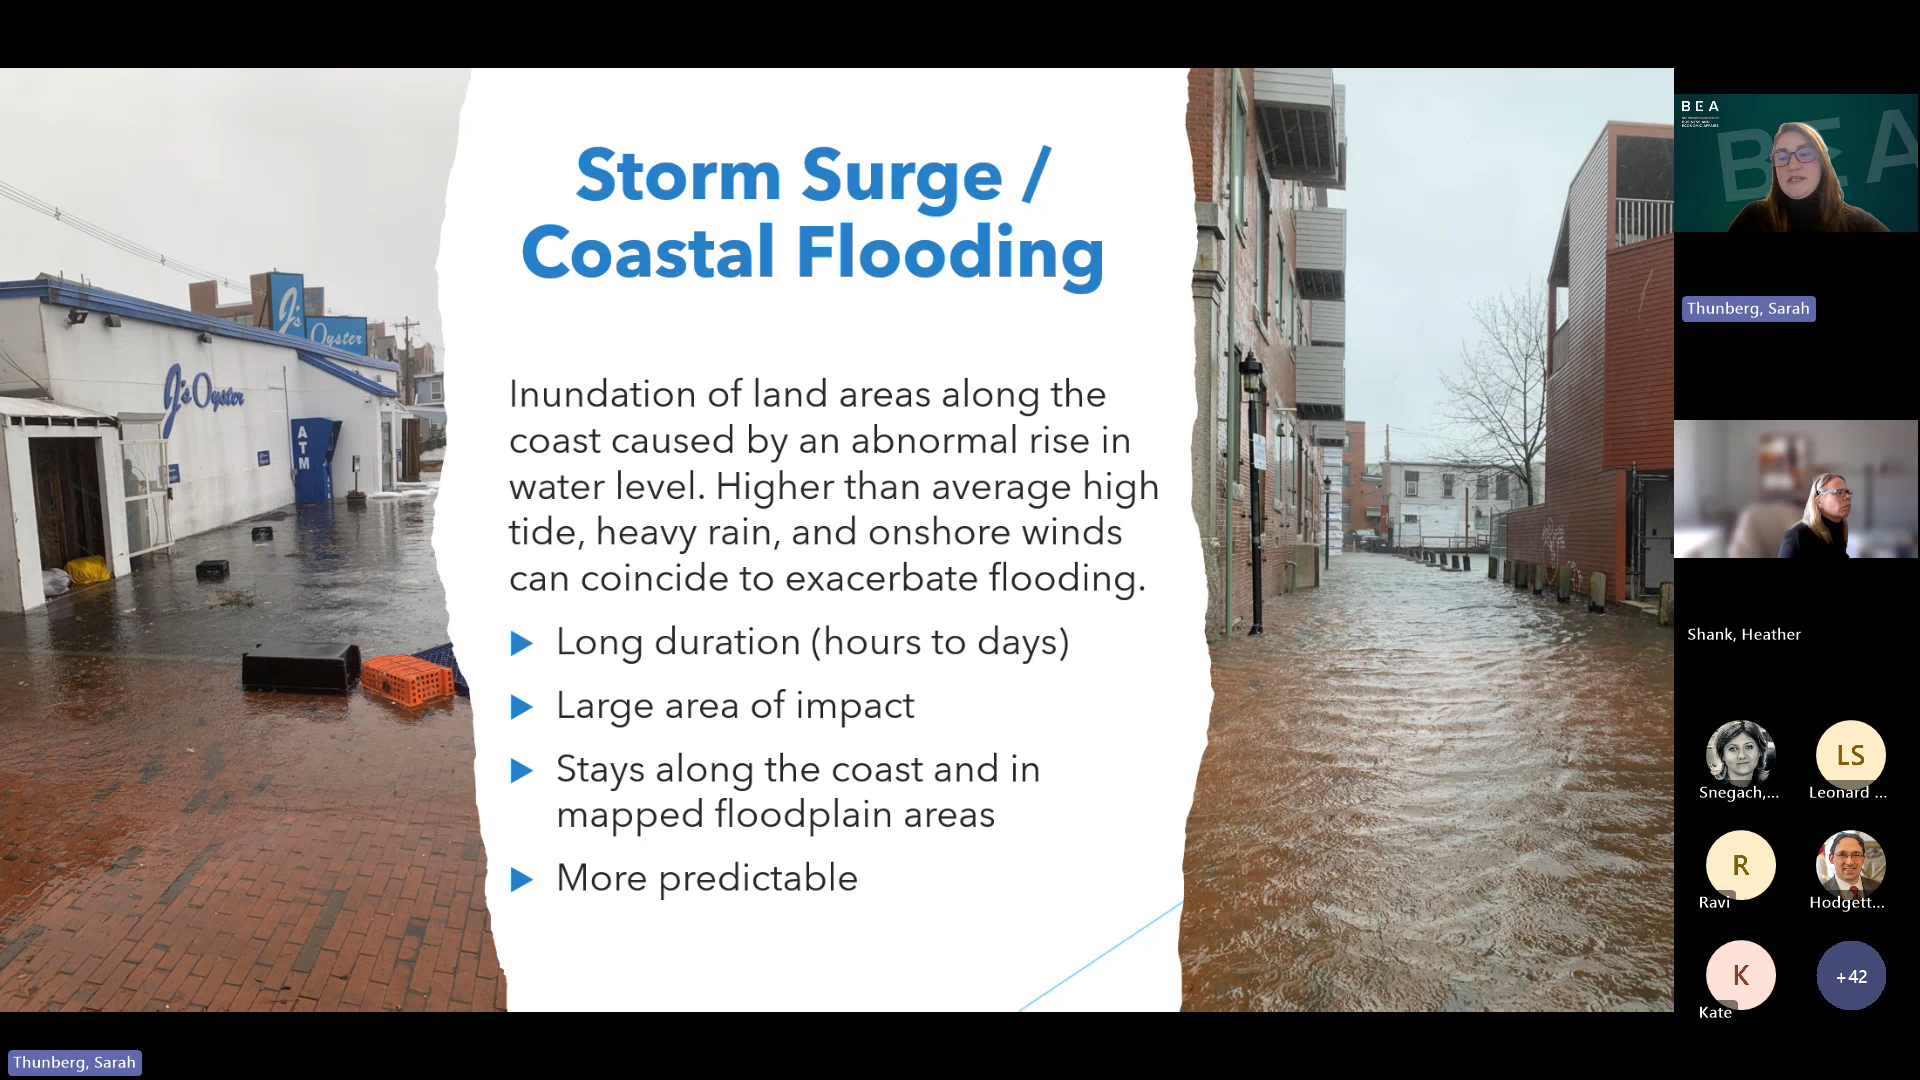 Storm Surge /
Coastal Flooding
Inundation of land areas along the
coast caused by an abnormal rise in
water level. Higher than average high
tide, heavy rain, and onshore winds
can coincide to exacerbate flooding.
Long duration (hours to days)
Large area of impact
Stays along the coast and in
mapped floodplain areas
More predictable
J's
Oyster
J's Oyster
ATM
BEA
BEA
Thunberg, Sarah
Shank, Heather
Snegach,...
LS
Leonard ...
R
Ravi
Hodgett...
K
Kate
+42
Thunberg, Sarah